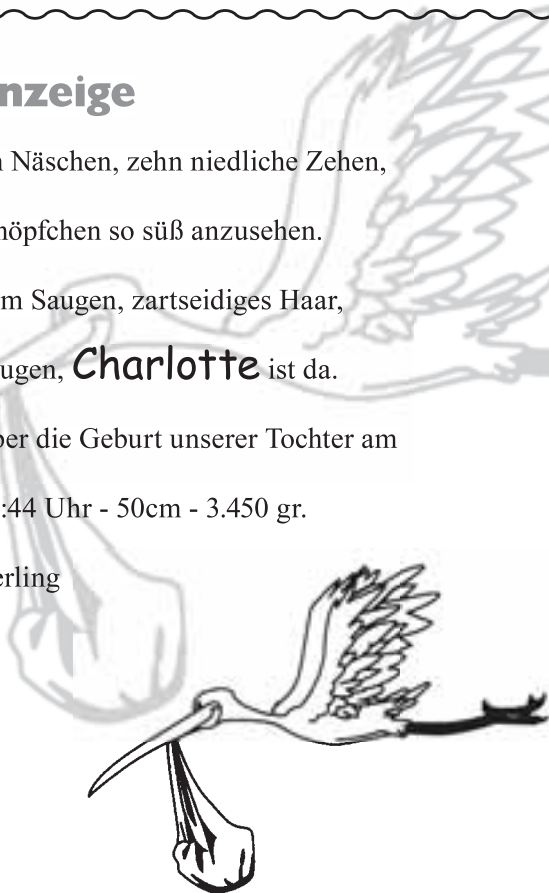 nzeige
n Näschen, zehn niedliche Zehen,
nöpfchen so süß anzusehen.
m Saugen, zartseidiges Haar,
ugen, Charlotte ist da.
ber die Geburt unserer Tochter am
:44 Uhr - 50cm - 3.450 gr.
erling